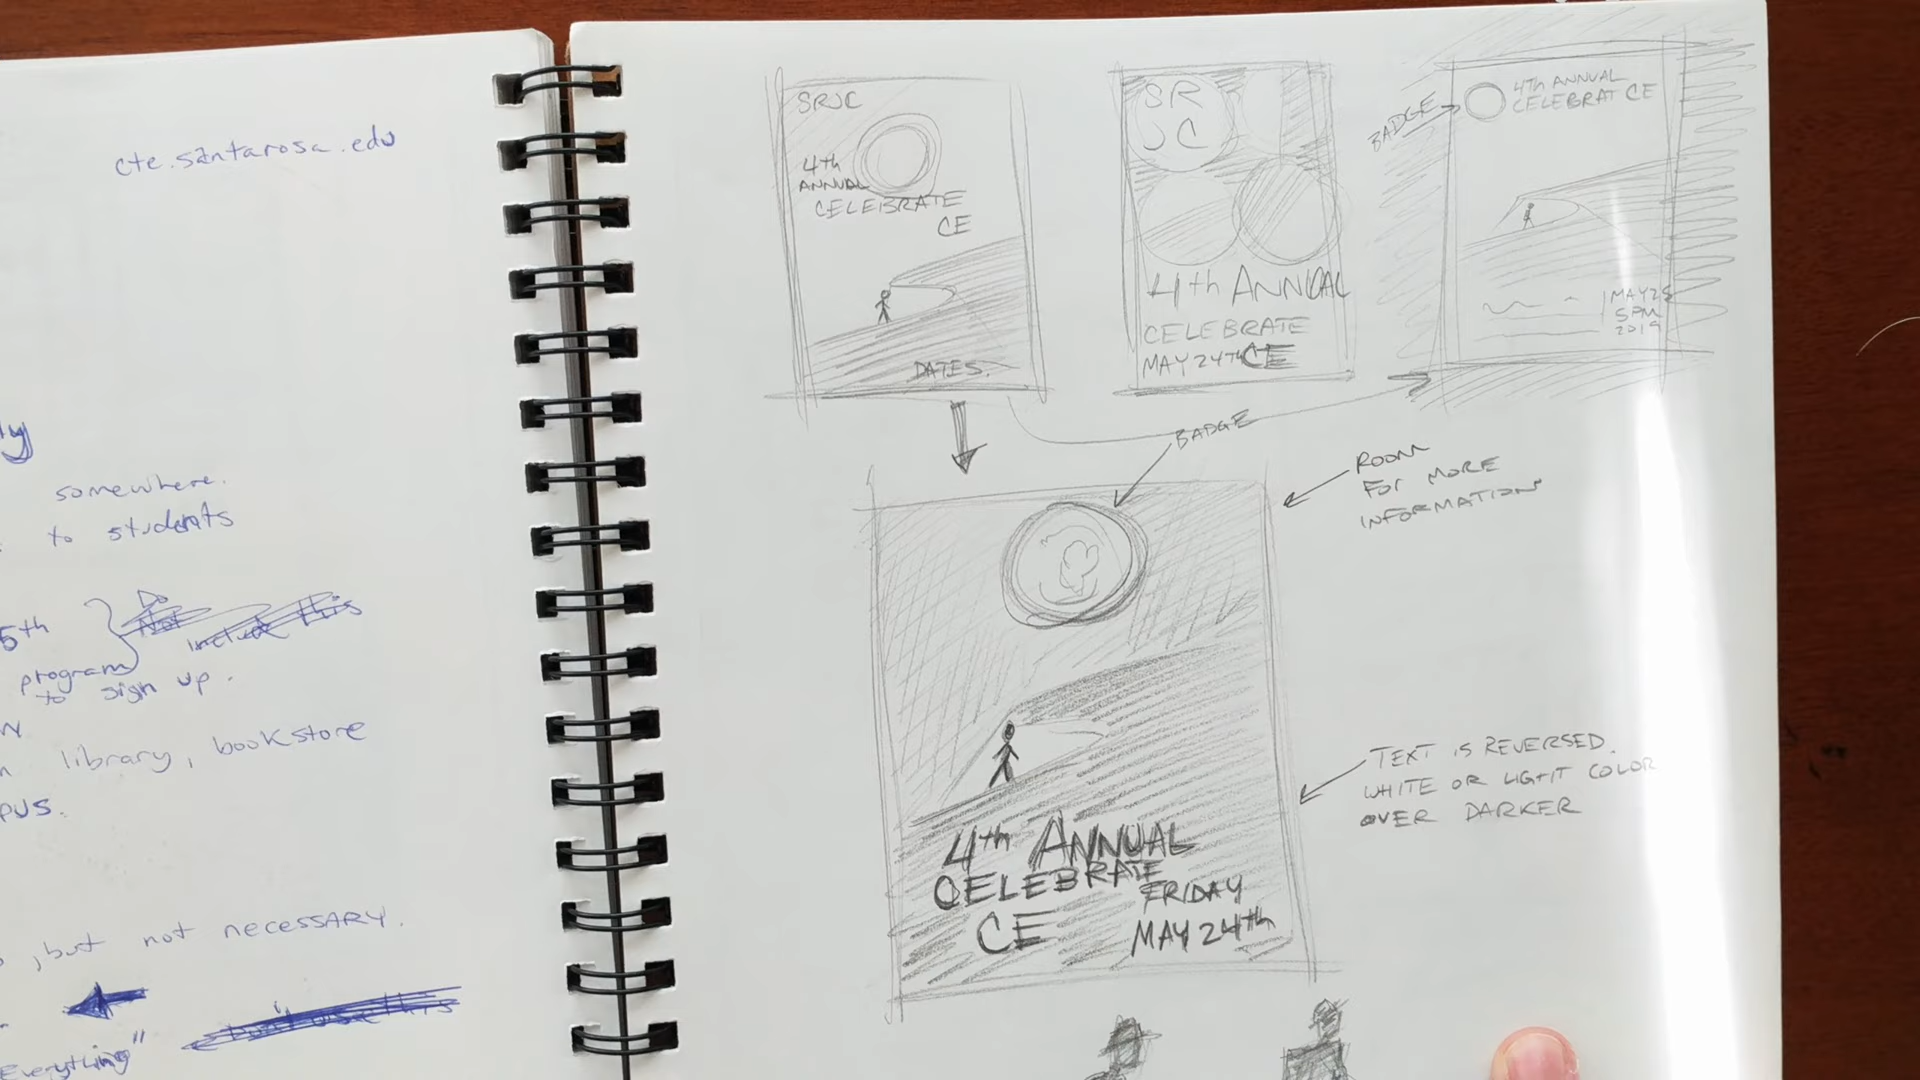 cte.santarosa.edu
somewhere.
to students
5th
program
to sign up.
library, bookstore
, but not necessary.
Everything"
SRJC
4th
ANNUAL
CELEBRATE
CE
DATES.
SR
JC
4th ANNUAL
CELEBRATE
MAY 24TH CE
BADGE
4th ANNUAL
CELEBRATE CE
5PM
2019
BADGE
ROOM
FOR MORE
INFORMATION
TEXT IS REVERSED.
WHITE OR LIGHT COLOR
OVER DARKER
4th ANNUAL
CELEBRATE
CE
FRIDAY
MAY 24th